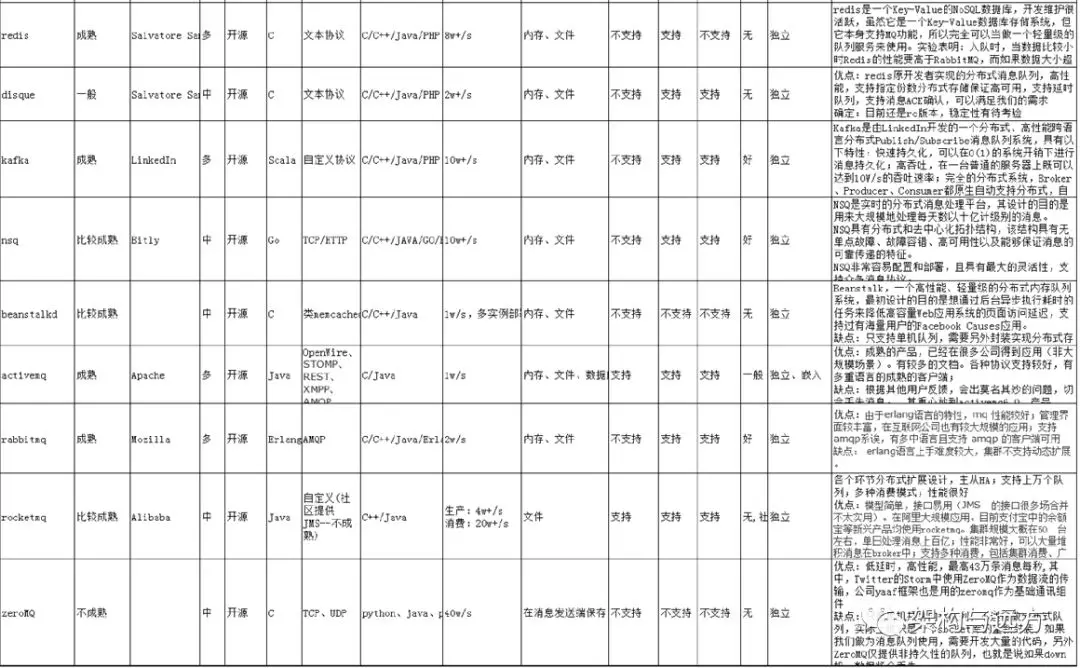 redis 成熟 Salvatore Sa 多 开源 C 文本协议 C/C++/Java/PHP 8w+/s 内存、文件 不支持 支持 不支持 无 独立
redis是一个Key-Value的NoSQL数据库，开发维护很
活跃，虽然它是一个Key-Value数据库存储系统，但
它本身支持MQ功能，所以完全可以当做一个轻量级的
队列服务来使用。实验表明：入队时，当数据比较小
时Redis的性能要高于RabbitMQ，而如果数据大小超
disque 一般 Salvatore Sa 中 开源 C 文本协议 C/C++/Java/PHP 2w+/s 内存、文件 不支持 支持 支持 无 独立
优点：redis原开发者实现的分布式消息队列，高性
能，支持指定份数分布式存储保证高可用，支持延时
队列，支持消息ACK确认，可以满足我们的需求
确定：目前还是rc版本，稳定性有待考验
kafka 成熟 LinkedIn 多 开源 Scala 自定义协议 C/C++/Java/PHP 10w+/s 内存、文件 不支持 支持 支持 好 独立
Kafka是由LinkedIn开发的一个分布式、高性能跨语
言分布式Publish/Subscribe消息队列系统，具有以
下特性：快速持久化，可以在O(1)的系统开销下进行
消息持久化；高吞吐，在一台普通的服务器上既可以
达到10W/s的吞吐速率；完全的分布式系统，Broker
、Producer、Consumer都原生自动支持分布式，自
nsq 比较成熟 Bitly 中 开源 Go TCP/HTTP C/C++/JAVA/GO/ 10w+/s 内存、文件 不支持 支持 支持 好 独立
NSQ是实时的分布式消息处理平台，其设计的目的是
用来大规模地处理每天数以十亿计级别的消息。
NSQ具有分布式和去中心化拓扑结构，该结构具有无
单点故障、故障容错、高可用性以及能够保证消息的
可靠传递的特征。
NSQ非常容易配置和部署，且具有最大的灵活性，支
beanstalkd 比较成熟 中 开源 C 类memcache C/C++/Java 1w/s，多实例部 内存、文件 支持 不支持 不支持 无 独立
Beanstalk，一个高性能、轻量级的分布式内存队列
系统，最初设计的目的是想通过后台异步执行耗时的
任务来降低高容量Web应用系统的页面访问延迟，支
持过有海量用户的Facebook Causes应用。
缺点：只支持单机队列，需要另外封装实现分布式存
activemq 成熟 Apache 多 开源 Java
OpenWire、
STOMP、
REST、
XMPP、
AMQP
C/Java 1w/s 内存、文件、数据 支持 支持 支持 一般 独立、嵌入
优点：成熟的产品，已经在很多公司得到应用（非大
规模场景）。有较多的文档。各种协议支持较好，有
多重语言的成熟的客户端；
缺点：根据其他用户反馈，会出莫名其妙的问题，切
rabbitmq 成熟 Mozilla 多 开源 Erlang AMQP C/C++/Java/Erl 2w/s 内存、文件 不支持 支持 不支持 好 独立
优点：由于erlang语言的特性，mq 性能较好；管理界
面较丰富，在互联网公司也有较大规模的应用；支持
amqp系诶，有多中语言且支持 amqp 的客户端可用
缺点： erlang语言上手难度较大，集群不支持动态扩展
。
rocketmq 比较成熟 Alibaba 中 开源 Java
自定义(社
区提供
JMS--不成
熟)
C++/Java
生产：4w+/s
消费：20w+/s
文件 支持 支持 支持 无,社 独立
各个环节分布式扩展设计，主从HA；支持上万个队
列；多种消费模式；性能很好
优点：模型简单，接口易用（JMS 的接口很多场合并
不太实用）。在阿里大规模应用。目前支付宝中的余额
宝等新兴产品均使用rocketmq。集群规模大概在50 台
左右，单日处理消息上百亿；性能非常好，可以大量堆
积消息在broker中；支持多种消费，包括集群消费、广
zeroMQ 不成熟 中 开源 C TCP、UDP python、java、p 40w/s 在消息发送端保存 不支持 不支持 不支持 无 独立
优点：低延时，高性能，最高43万条消息每秒,其
中，Twitter的Storm中使用ZeroMQ作为数据流的传
输，公司yaaf框架也是用的zeromq作为基础通讯组
件
缺点：
列，实际
我们做为消息队列使用，需要开发大量的代码，另外
ZeroMQ仅提供非持久性的队列，也就是说如果down
架构与远方